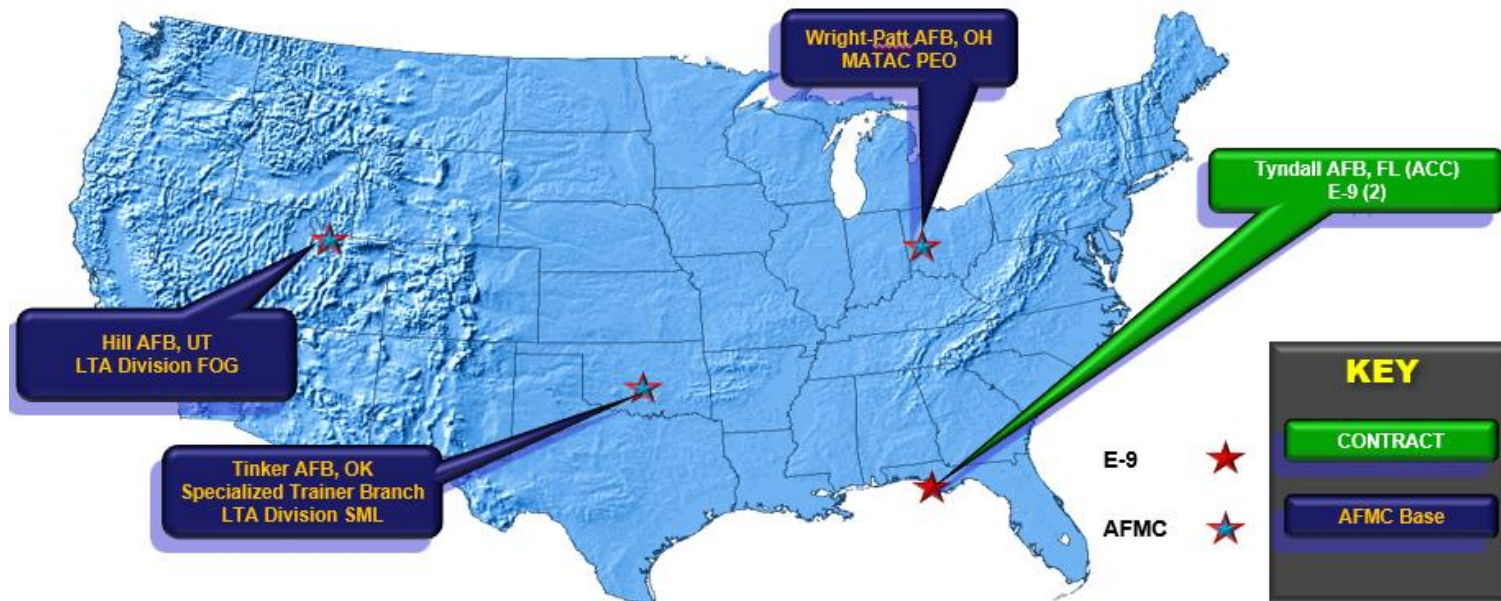 Wright-Patt AFB, OH
MATAC PEO
Tyndall AFB, FL (ACC)
E-9 (2)
Hill AFB, UT
LTA Division FOG
Tinker AFB, OK
Specialized Trainer Branch
LTA Division SML
KEY
CONTRACT
AFMC Base
E-9
AFMC